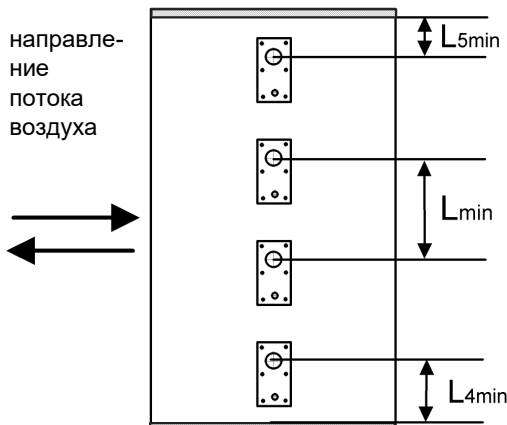 направле-
ние
потока
воздуха
L5min
Lmin
L4min